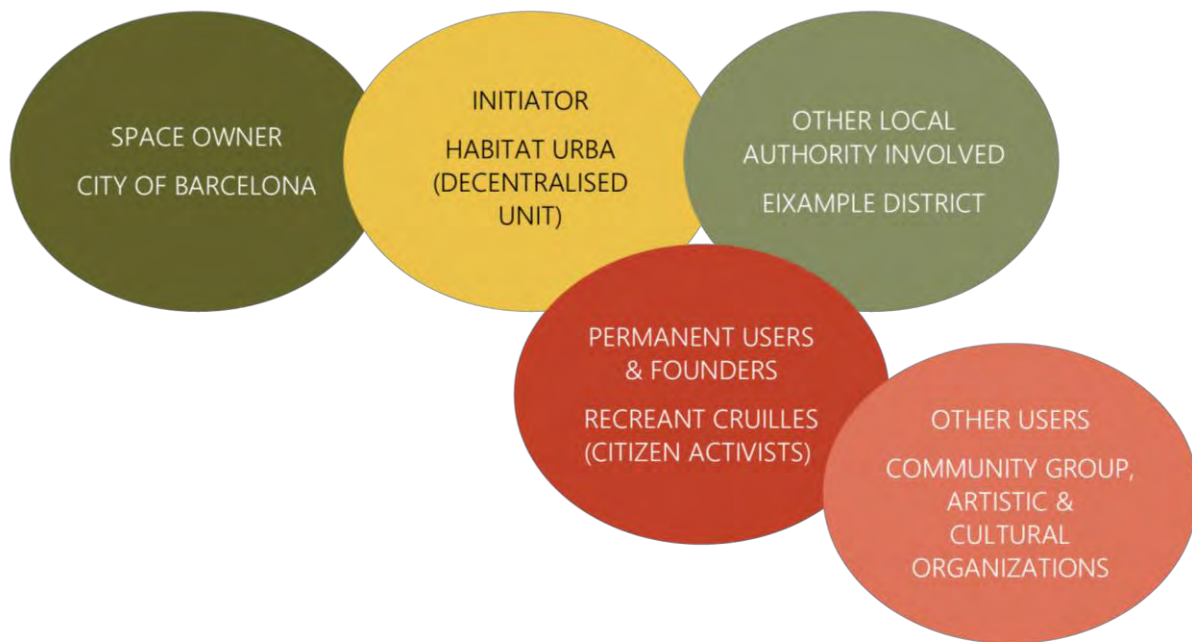 SPACE OWNER
CITY OF BARCELONA
INITIATOR
HABITAT URBA
(DECENTRALISED
UNIT)
OTHER LOCAL
AUTHORITY INVOLVED
EIXAMPLE DISTRICT
PERMANENT USERS
& FOUNDERS
RECREANT CRUILLES
(CITIZEN ACTIVISTS)
OTHER USERS
COMMUNITY GROUP,
ARTISTIC &
CULTURAL
ORGANIZATIONS